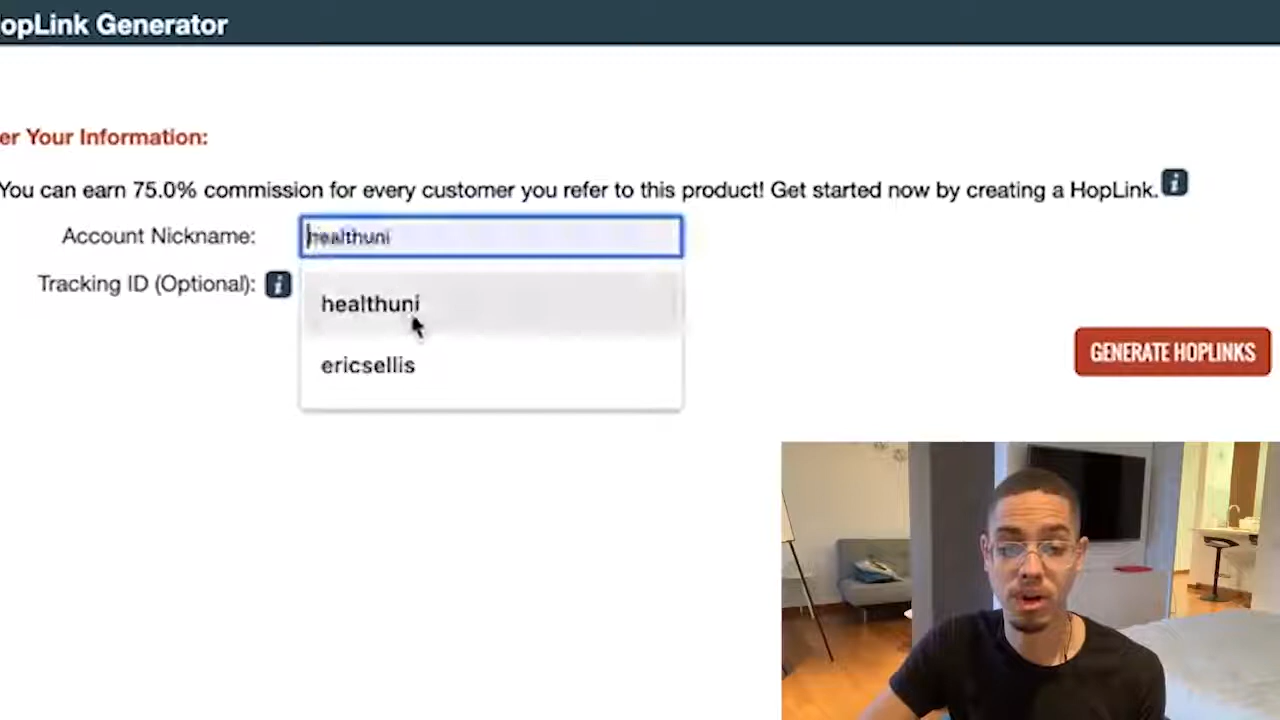 opLink Generator
er Your Information:
You can earn 75.0% commission for every customer you refer to this product! Get started now by creating a HopLink. i
Account Nickname: healthuni
Tracking ID (Optional): i
healthuni
ericsellis
GENERATE HOPLINKS